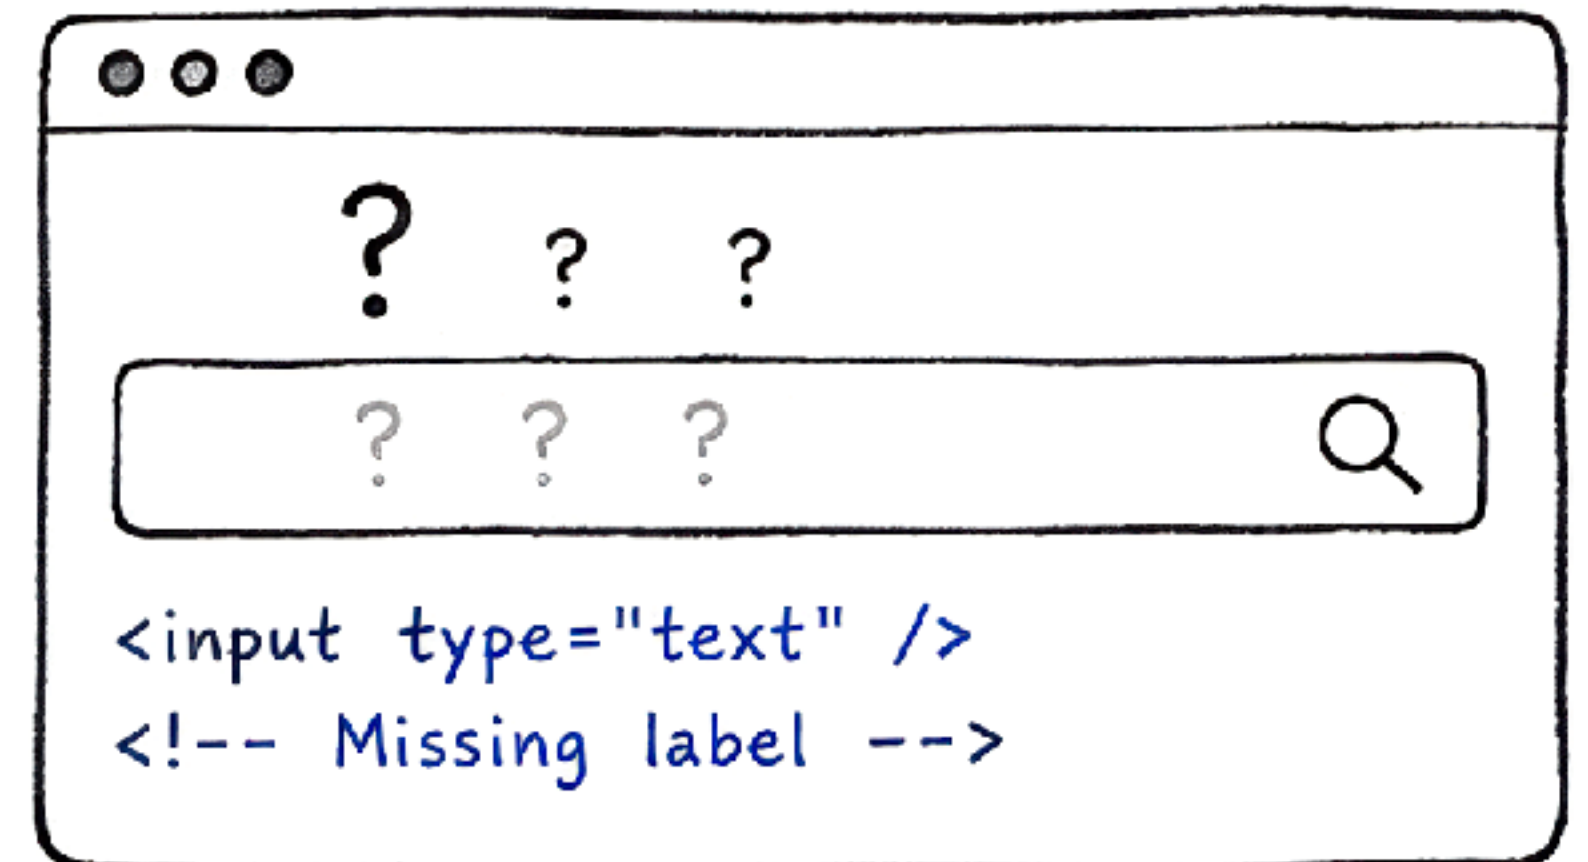 ? ? ?
? ? ?
<input type="text" />
<!-- Missing label -->